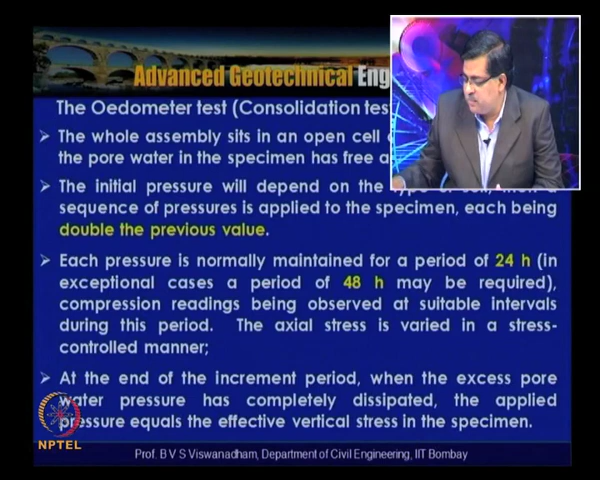 Advanced Geotechnical Eng
The Oedometer test (Consolidation tes
➤ The whole assembly sits in an open cell
the pore water in the specimen has free a
➤ The initial pressure will depend on the
sequence of pressures is applied to the specimen, each being
double the previous value.
➤ Each pressure is normally maintained for a period of 24 h (in
exceptional cases a period of 48 h may be required),
compression readings being observed at suitable intervals
during this period. The axial stress is varied in a stress-
controlled manner;
➤ At the end of the increment period, when the excess pore
water pressure has completely dissipated, the applied
pressure equals the effective vertical stress in the specimen.
NPTEL
Prof. B V S Viswanadham, Department of Civil Engineering, IIT Bombay